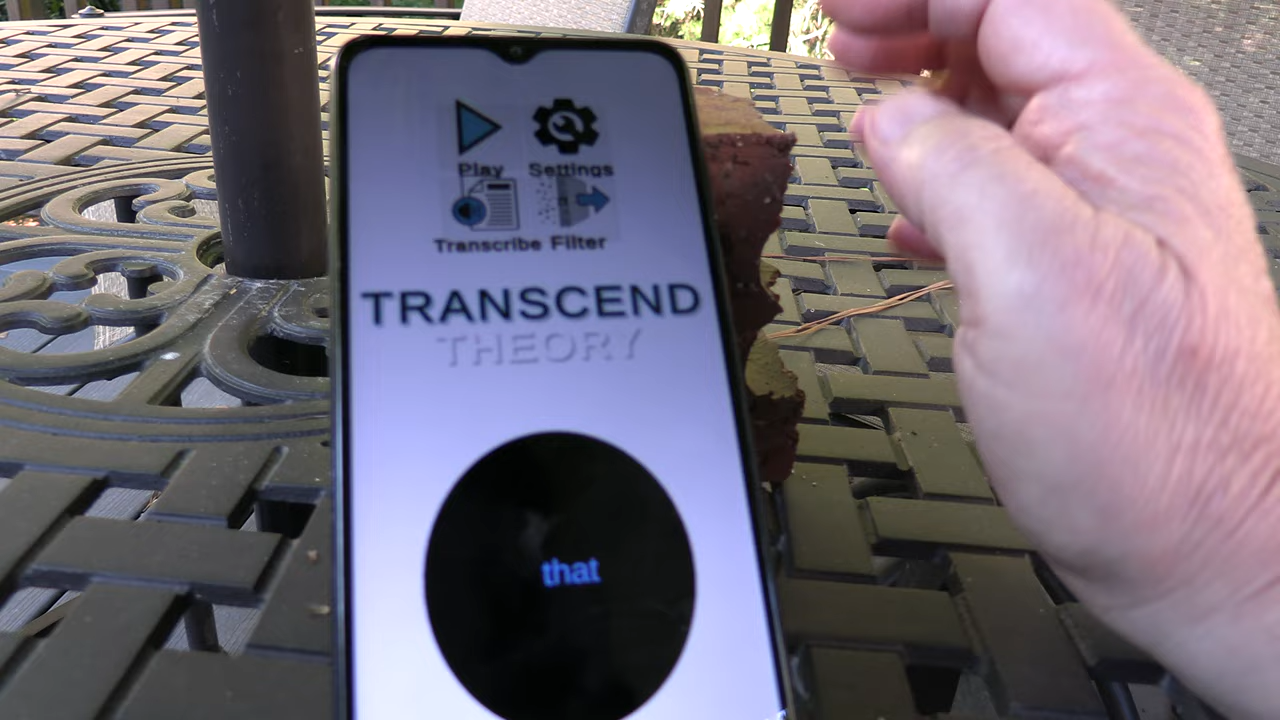 Play Settings
Transcribe Filter
TRANSCEND
THEORY
that